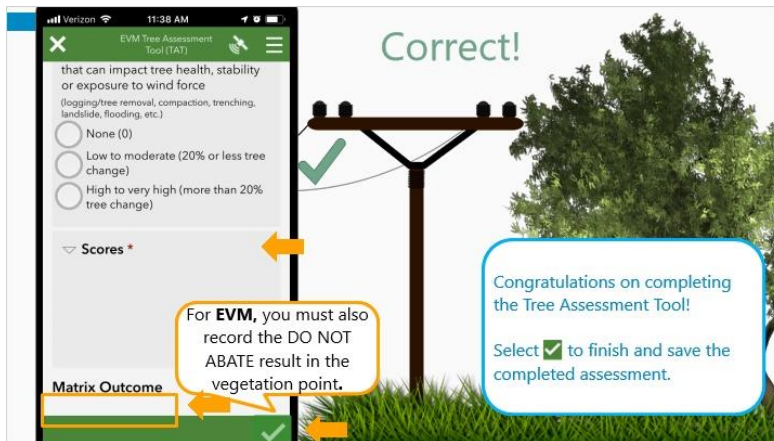 Verizon 11:38 AM
EVM Tree Assessment
Tool (TAT)
that can impact tree health, stability
or exposure to wind force
(logging/tree removal, compaction, trenching,
landslide, flooding, etc.)
None (0)
Low to moderate (20% or less tree
change)
High to very high (more than 20%
tree change)
Scores *
Matrix Outcome
Correct!
For EVM, you must also
record the DO NOT
ABATE result in the
vegetation point.
Congratulations on completing
the Tree Assessment Tool!
Select to finish and save the
completed assessment.